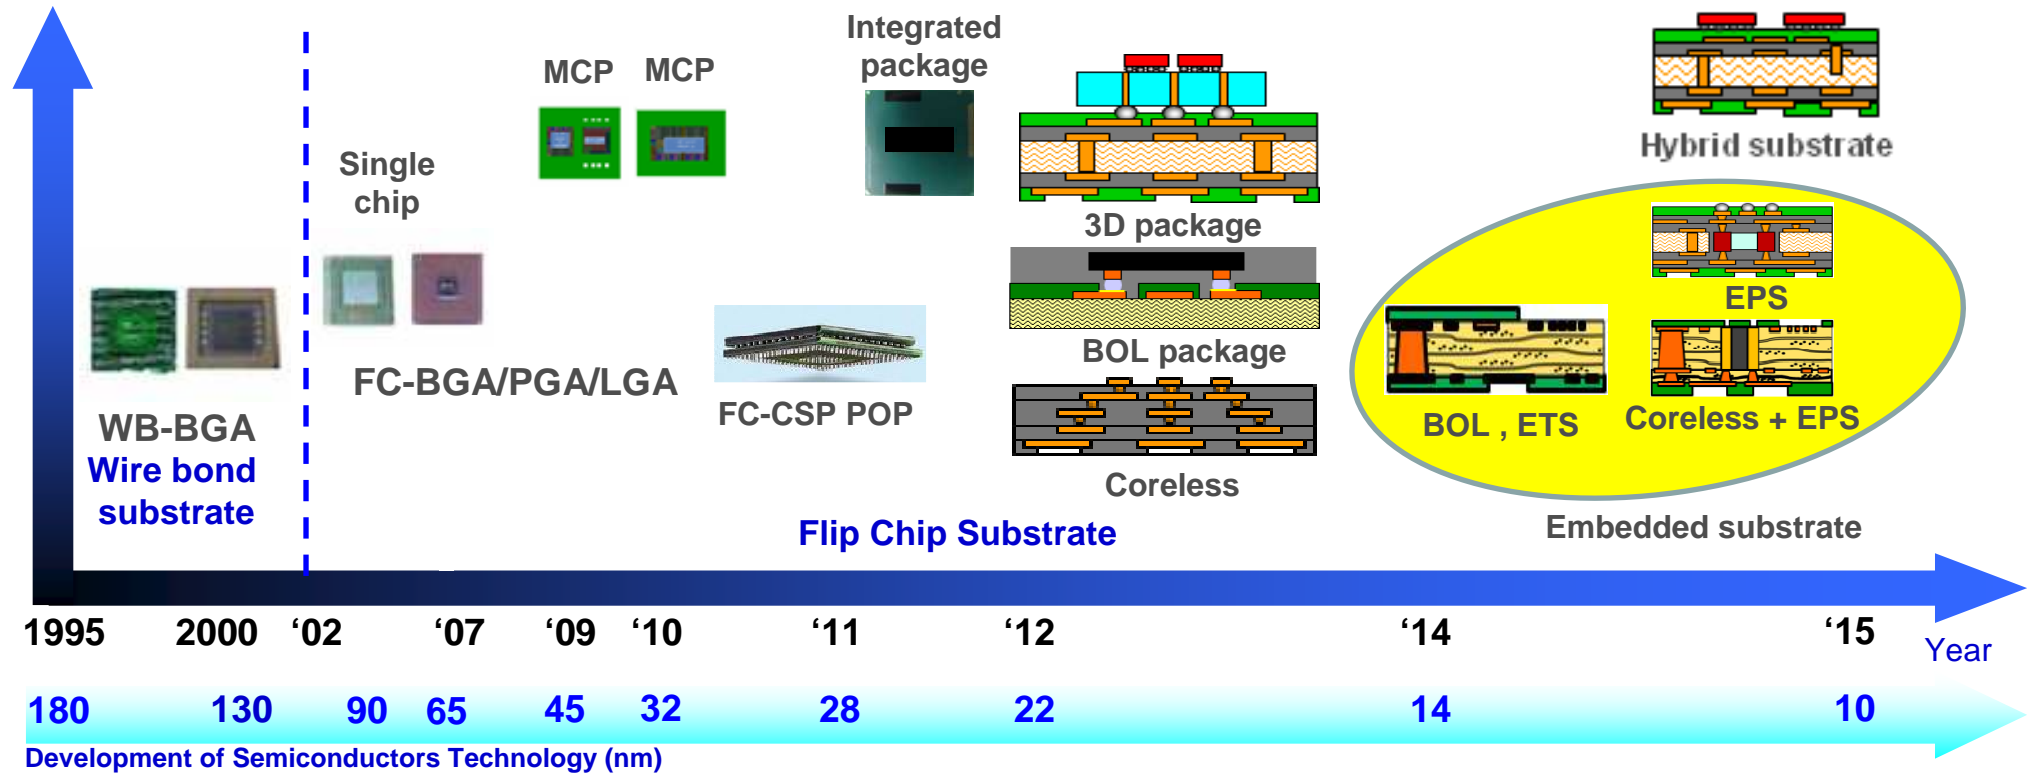 Integrated
package
MCP
MCP
Single
chip
3D package
Hybrid substrate
EPS
BOL package
FC-BGA/PGA/LGA
FC-CSP POP
WB-BGA
Wire bond
substrate
BOL , ETS
Coreless + EPS
Coreless
Flip Chip Substrate
Embedded substrate
1995
2000
‘02
‘07
‘09
‘10
‘11
‘12
‘14
‘15
Year
180
130
90
65
45
32
28
22
14
10
Development of Semiconductors Technology (nm)